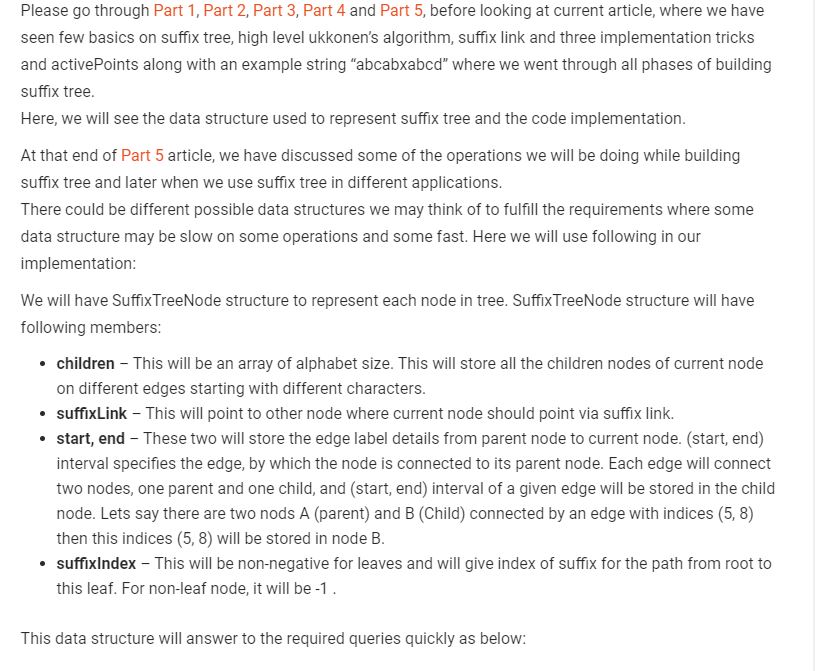 Please go through Part 1, Part 2, Part 3, Part 4 and Part 5, before looking at current article, where we have
seen few basics on suffix tree, high level ukkonen’s algorithm, suffix link and three implementation tricks
and activePoints along with an example string “abcabxabcd” where we went through all phases of building
suffix tree.
Here, we will see the data structure used to represent suffix tree and the code implementation.
At that end of Part 5 article, we have discussed some of the operations we will be doing while building
suffix tree and later when we use suffix tree in different applications.
There could be different possible data structures we may think of to fulfill the requirements where some
data structure may be slow on some operations and some fast. Here we will use following in our
implementation:
We will have SuffixTreeNode structure to represent each node in tree. SuffixTreeNode structure will have
following members:
• children – This will be an array of alphabet size. This will store all the children nodes of current node
on different edges starting with different characters.
• suffixLink – This will point to other node where current node should point via suffix link.
• start, end – These two will store the edge label details from parent node to current node. (start, end)
interval specifies the edge, by which the node is connected to its parent node. Each edge will connect
two nodes, one parent and one child, and (start, end) interval of a given edge will be stored in the child
node. Lets say there are two nods A (parent) and B (Child) connected by an edge with indices (5, 8)
then this indices (5, 8) will be stored in node B.
• suffixIndex – This will be non-negative for leaves and will give index of suffix for the path from root to
this leaf. For non-leaf node, it will be -1 .
This data structure will answer to the required queries quickly as below: